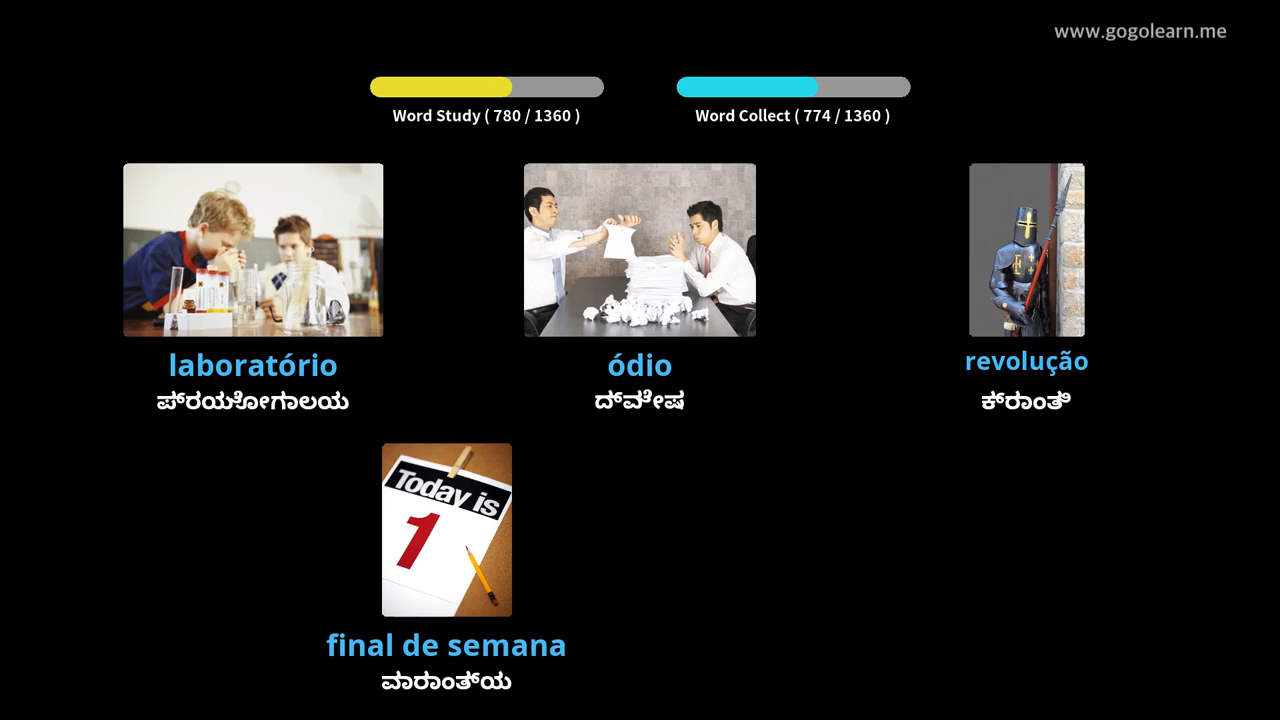 www.gogolearn.me
Word Study ( 780 / 1360 )
Word Collect ( 774 / 1360 )
laboratório
ಪ್ರಯೋಗಾಲಯ
ódio
ದ್ವೇಷ
revolução
ಕ್ರಾಂತಿ
Today is
1
final de semana
ವಾರಾಂತ್ಯ